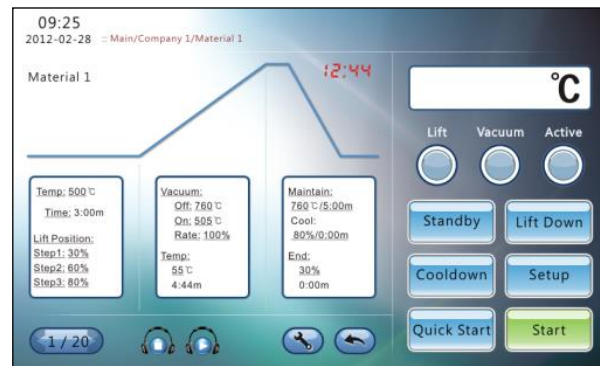 09:25
2012-02-28 :: Main/Company 1/Material 1
Material 1
12:44
°C
Lift Vacuum Active
Temp: 500℃
Time: 3:00m
Lift Position:
Step1: 30%
Step2: 60%
Step3: 80%
Vacuum:
Off: 760℃
On: 505℃
Rate: 100%
Temp:
55℃
4:44m
Maintain:
760℃/5:00m
Cool:
80%/0:00m
End:
30%
0:00m
Standby
Lift Down
Cooldown
Setup
Quick Start
Start
1 / 20